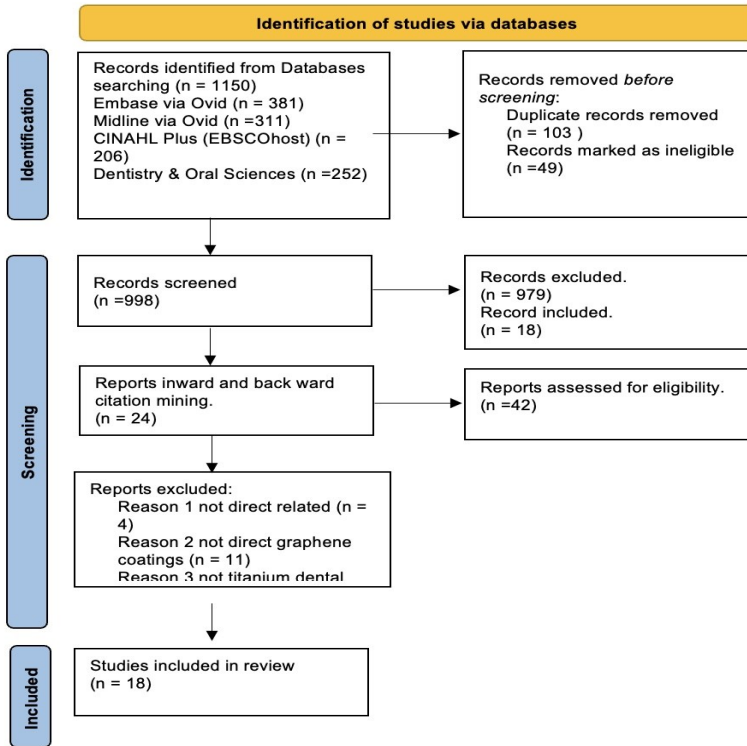 Identification of studies via databases
Identification
Records identified from Databases
searching (n = 1150)
Embase via Ovid (n = 381)
Midline via Ovid (n =311)
CINAHL Plus (EBSCOhost) (n =
206)
Dentistry & Oral Sciences (n =252)
Records removed before
screening:
Duplicate records removed
(n = 103 )
Records marked as ineligible
(n =49)
Screening
Records screened
(n =998)
Records excluded.
(n = 979)
Record included.
(n = 18)
Reports inward and back ward
citation mining.
(n = 24)
Reports assessed for eligibility.
(n =42)
Reports excluded:
Reason 1 not direct related (n =
4)
Reason 2 not direct graphene
coatings (n = 11)
Reason 3 not titanium dental
Included
Studies included in review
(n = 18)